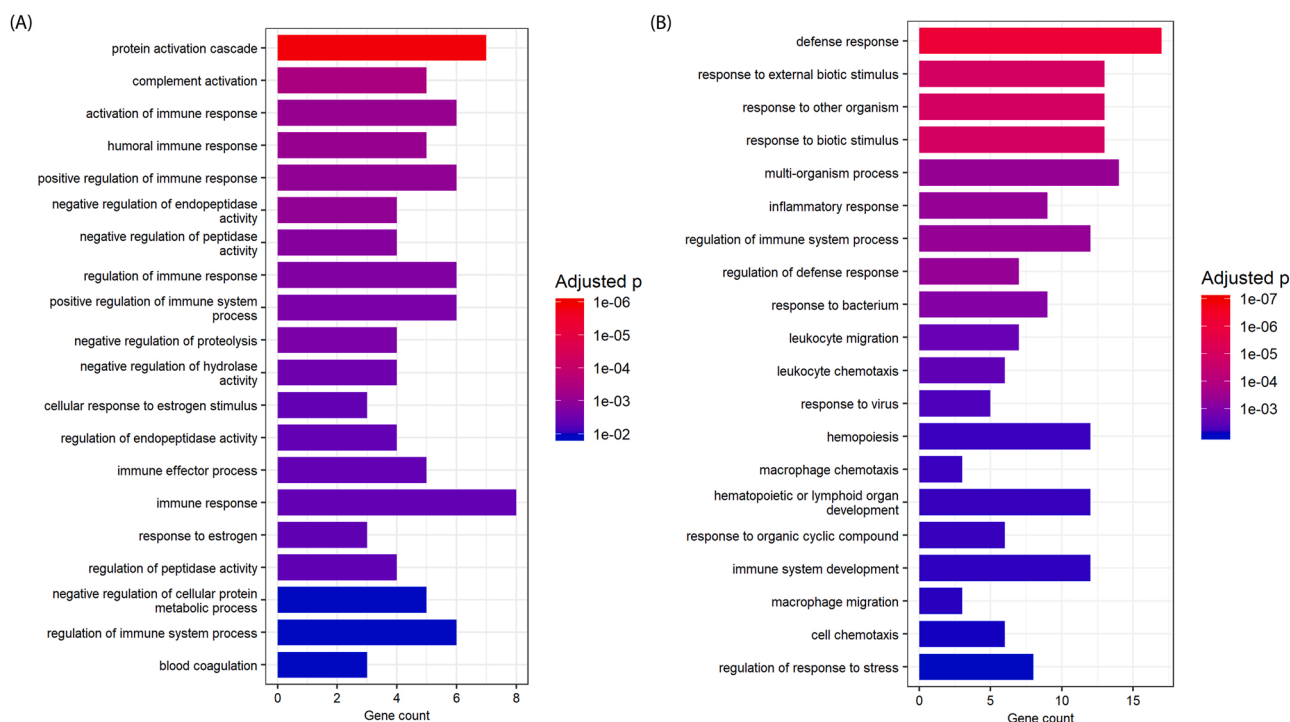 (A)
protein activation cascade
complement activation
activation of immune response
humoral immune response
positive regulation of immune response
negative regulation of endopeptidase
activity
negative regulation of peptidase
activity
regulation of immune response
positive regulation of immune system
process
negative regulation of proteolysis
negative regulation of hydrolase
activity
cellular response to estrogen stimulus
regulation of endopeptidase activity
immune effector process
immune response
response to estrogen
regulation of peptidase activity
negative regulation of cellular protein
metabolic process
regulation of immune system process
blood coagulation
0 2 4 6 8
Gene count
Adjusted p
1e-06
1e-05
1e-04
1e-03
1e-02
(B)
defense response
response to external biotic stimulus
response to other organism
response to biotic stimulus
multi-organism process
inflammatory response
regulation of immune system process
regulation of defense response
response to bacterium
leukocyte migration
leukocyte chemotaxis
response to virus
hemopoiesis
macrophage chemotaxis
hematopoietic or lymphoid organ
development
response to organic cyclic compound
immune system development
macrophage migration
cell chemotaxis
regulation of response to stress
0 5 10 15
Gene count
Adjusted p
1e-07
1e-06
1e-05
1e-04
1e-03